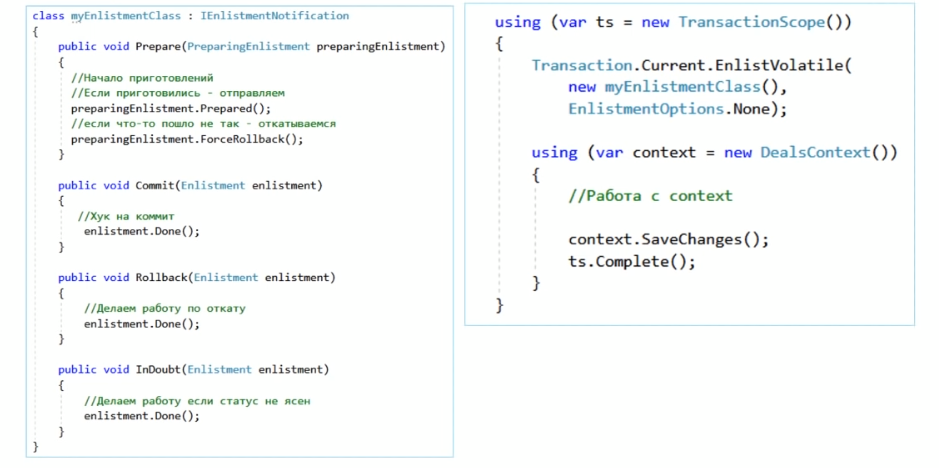 class myEnlistmentClass : IEnlistmentNotification
{
public void Prepare(PreparingEnlistment preparingEnlistment)
{
//Начало приготовлений
//Если приготовились - отправляем
preparingEnlistment.Prepared();
//если что-то пошло не так - откатываемся
preparingEnlistment.ForceRollback();
}
public void Commit(Enlistment enlistment)
{
//Хук на коммит
enlistment.Done();
}
public void Rollback(Enlistment enlistment)
{
//Делаем работу по откату
enlistment.Done();
}
public void InDoubt(Enlistment enlistment)
{
//Делаем работу если статус не ясен
enlistment.Done();
}
}
using (var ts = new TransactionScope())
{
Transaction.Current.EnlistVolatile(
new myEnlistmentClass(),
EnlistmentOptions.None);
using (var context = new DealsContext())
{
//Работа с context
context.SaveChanges();
ts.Complete();
}
}